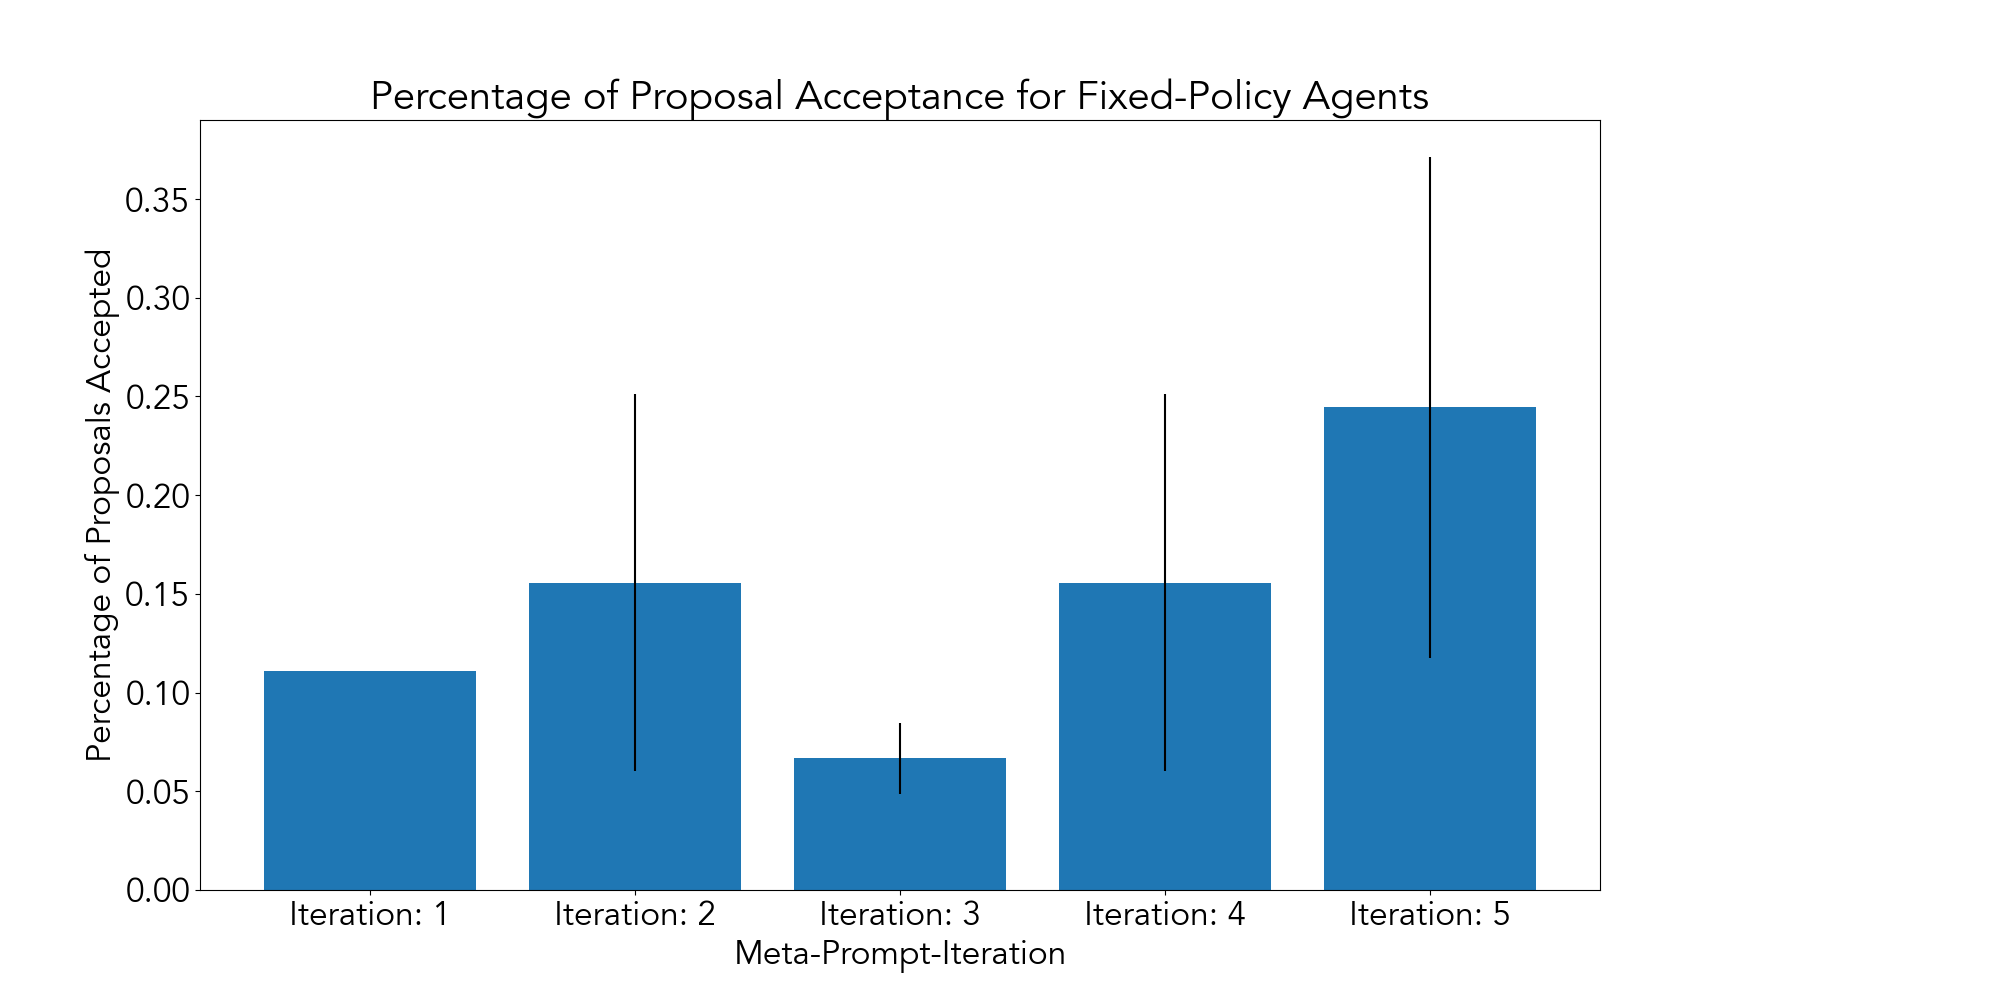 Percentage of Proposal Acceptance for Fixed-Policy Agents
Percentage of Proposals Accepted
0.35
0.30
0.25
0.20
0.15
0.10
0.05
0.00
Iteration: 1 Iteration: 2 Iteration: 3 Iteration: 4 Iteration: 5
Meta-Prompt-Iteration